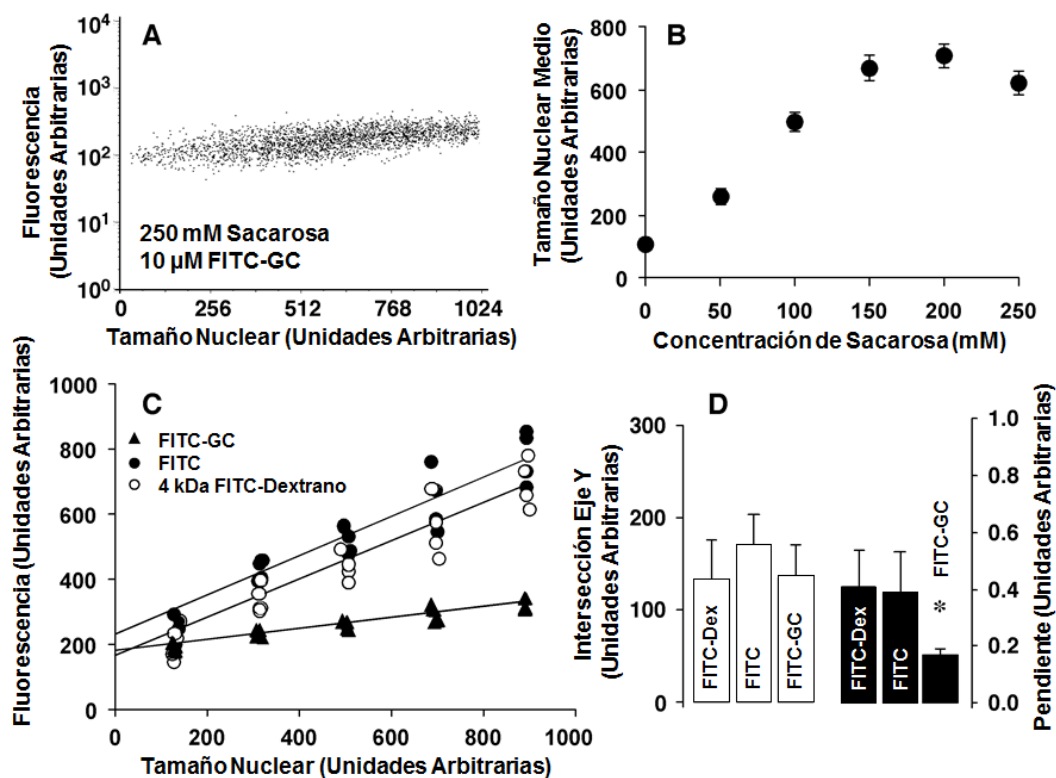 A
Fluorescencia
(Unidades Arbitrarias)
10⁴
10³
10²
10¹
10⁰
250 mM Sacarosa
10 µM FITC-GC
0 256 512 768 1024
Tamaño Nuclear (Unidades Arbitrarias)
B
Tamaño Nuclear Medio
(Unidades Arbitrarias)
800
600
400
200
0
0 50 100 150 200 250
Concentración de Sacarosa (mM)
C
Fluorescencia (Unidades Arbitrarias)
1000
800
600
400
200
0
FITC-GC
FITC
4 kDa FITC-Dextrano
0 200 400 600 800 1000
Tamaño Nuclear (Unidades Arbitrarias)
D
Intersección Eje Y
(Unidades Arbitrarias)
300
200
100
0
FITC-Dex
FITC
FITC-GC
FITC-Dex
FITC
FITC-GC
*
1.0
0.8
0.6
0.4
0.2
0.0
Pendiente (Unidades Arbitrarias)